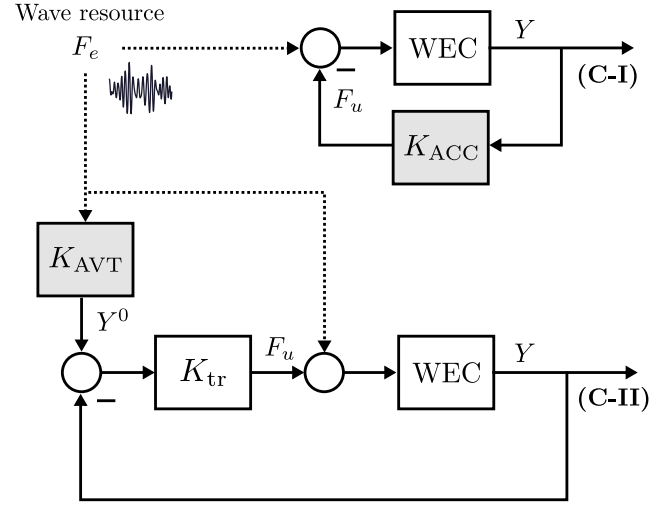 Wave resource
F_e
WEC
Y
(C-I)
−
F_u
K_ACC
K_AVT
Y^0
K_tr
F_u
WEC
Y
(C-II)
−